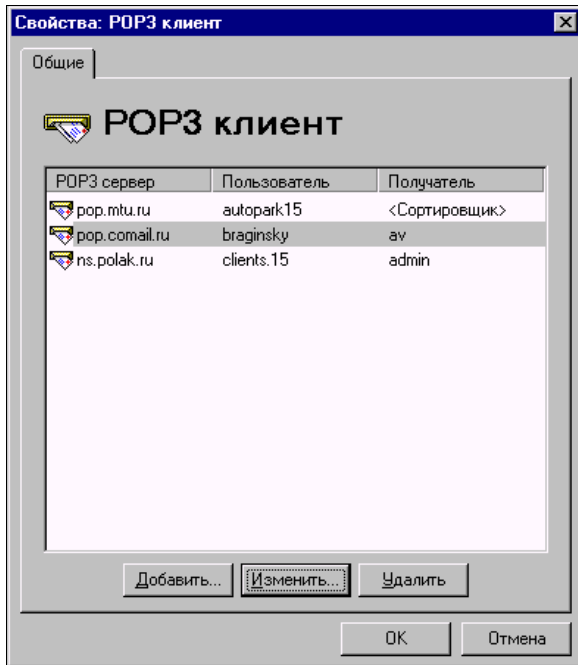 Свойства: POP3 клиент
Общие
POP3 клиент
POP3 сервер Пользователь Получатель
pop.mtu.ru autopark15 <Сортировщик>
pop.comail.ru braginsky av
ns.polak.ru clients.15 admin
Добавить... Изменить... Удалить
OK Отмена